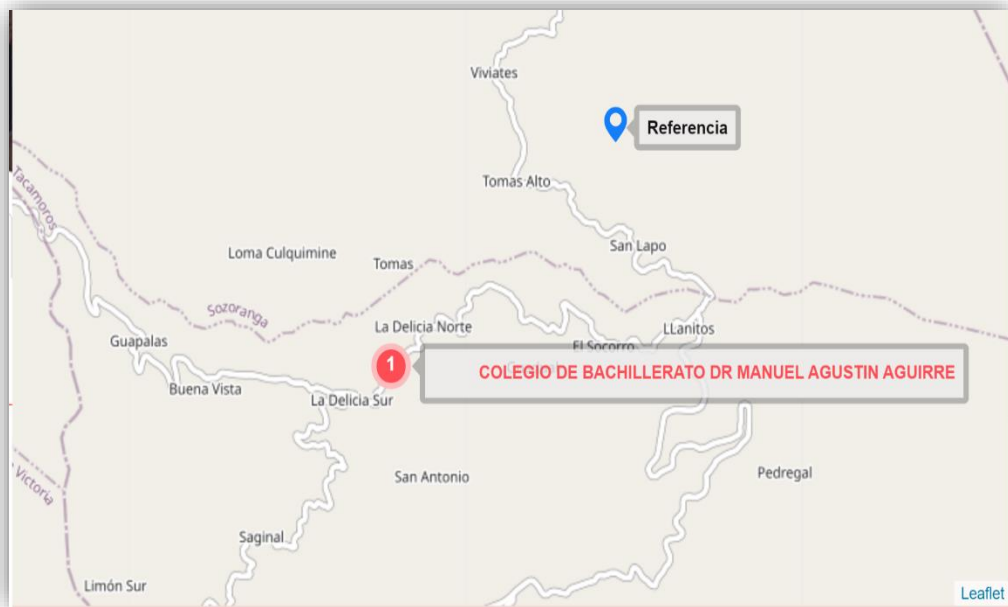 Viviates
Referencia
Tomas Alto
Tacamoros
San Lapo
Loma Culquimine
Tomas
Sozoranga
La Delicia Norte
LLanitos
Guapalas
El Socorro
1
COLEGIO DE BACHILLERATO DR MANUEL AGUSTIN AGUIRRE
Buena Vista
La Delicia Sur
San Antonio
Pedregal
Victoria
Saginal
Limón Sur
Leaflet